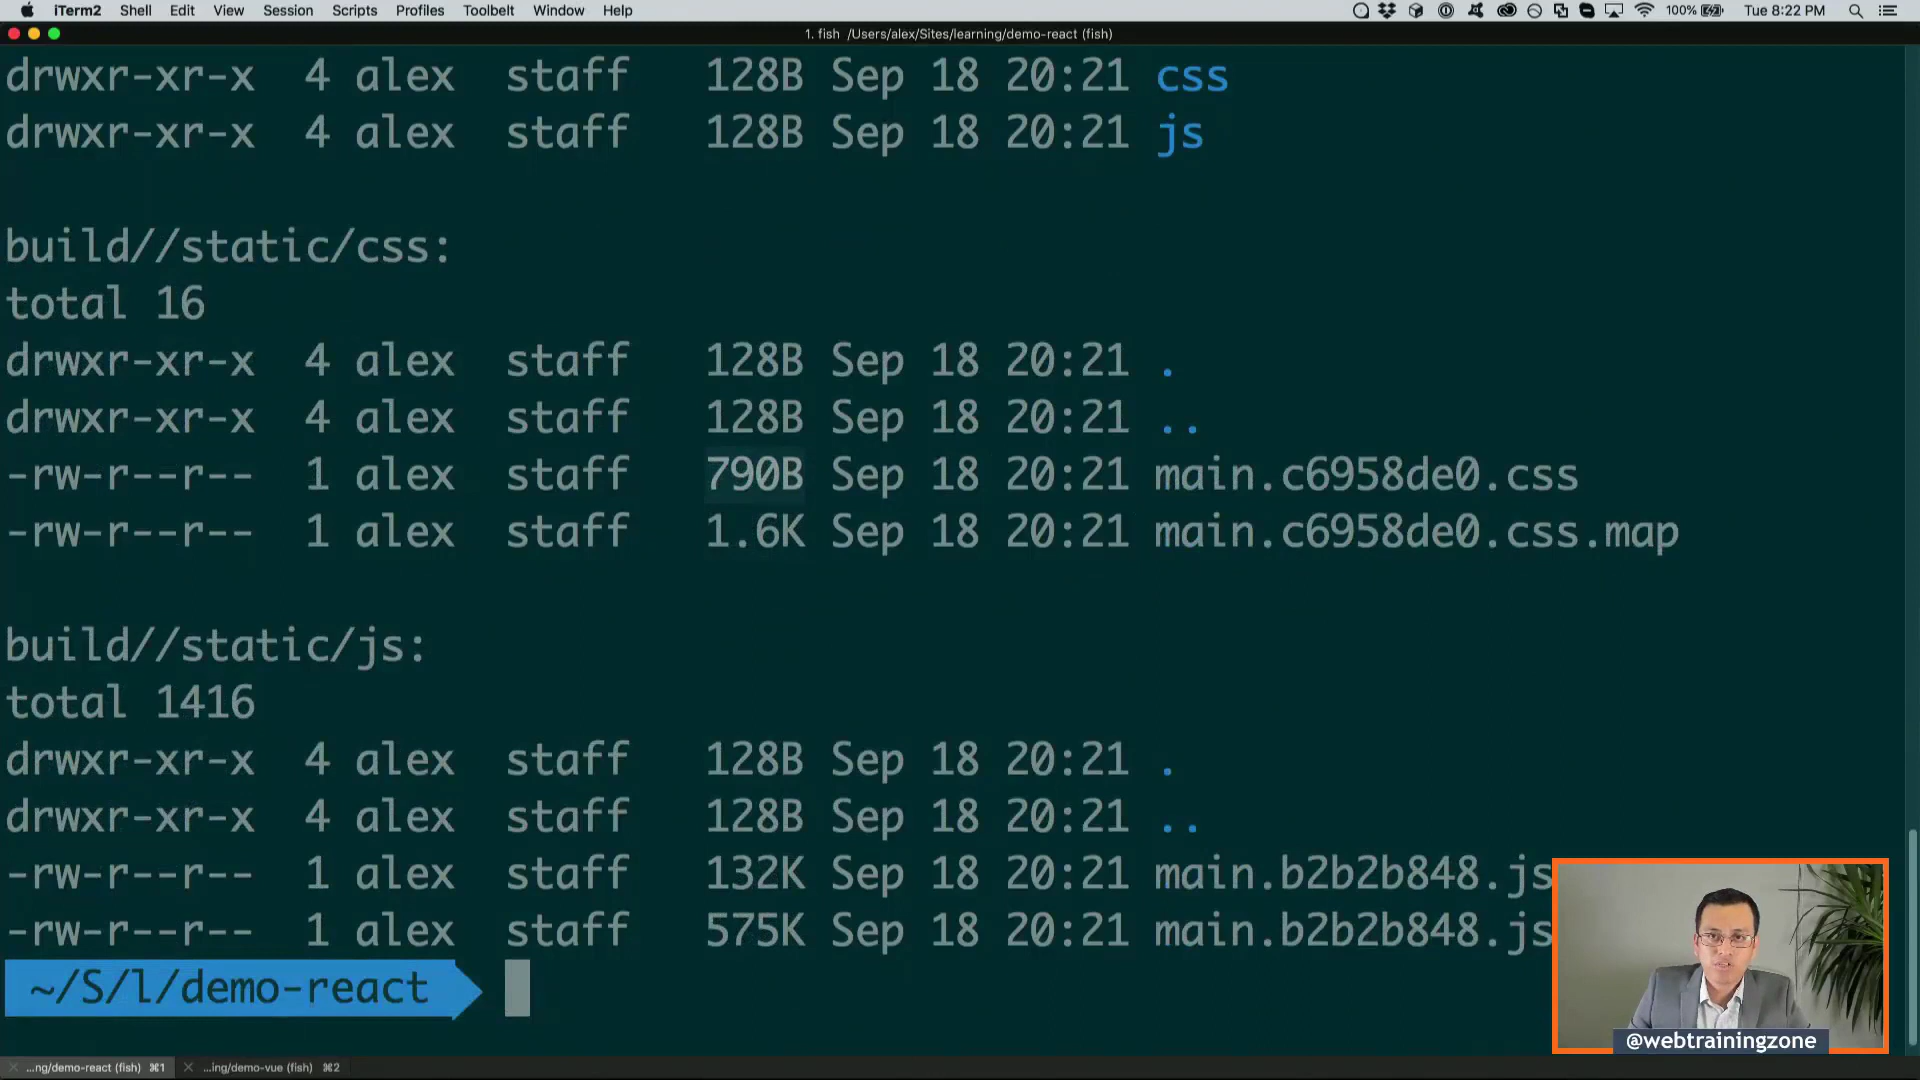 iTerm2 Shell Edit View Session Scripts Profiles Toolbelt Window Help 100% Tue 8:22 PM
1. fish /Users/alex/Sites/learning/demo-react (fish)
drwxr-xr-x 4 alex staff 128B Sep 18 20:21 css
drwxr-xr-x 4 alex staff 128B Sep 18 20:21 js
build//static/css:
total 16
drwxr-xr-x 4 alex staff 128B Sep 18 20:21 .
drwxr-xr-x 4 alex staff 128B Sep 18 20:21 ..
-rw-r--r-- 1 alex staff 790B Sep 18 20:21 main.c6958de0.css
-rw-r--r-- 1 alex staff 1.6K Sep 18 20:21 main.c6958de0.css.map
build//static/js:
total 1416
drwxr-xr-x 4 alex staff 128B Sep 18 20:21 .
drwxr-xr-x 4 alex staff 128B Sep 18 20:21 ..
-rw-r--r-- 1 alex staff 132K Sep 18 20:21 main.b2b2b848.js
-rw-r--r-- 1 alex staff 575K Sep 18 20:21 main.b2b2b848.js
~/S/l/demo-react
@webtrainingzone
...ng/demo-react (fish) ⌘1 ...ing/demo-vue (fish) ⌘2